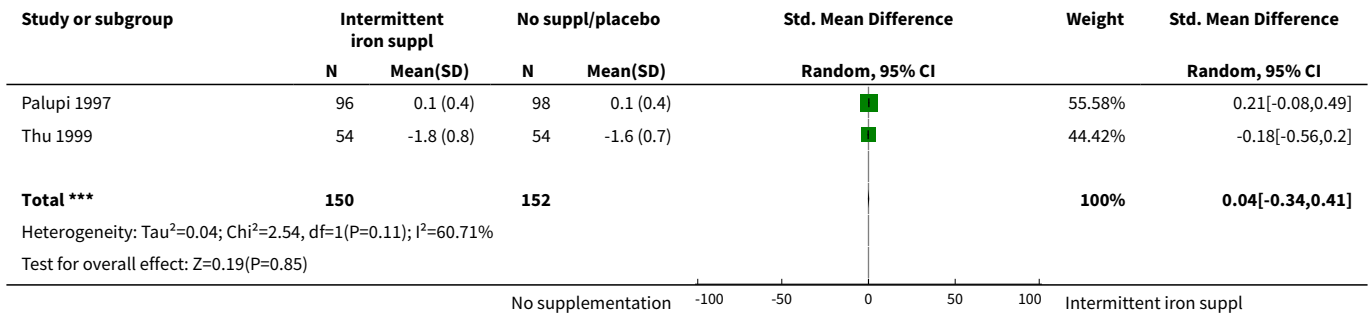 Study or subgroup Intermittent iron suppl No suppl/placebo Std. Mean Difference Weight Std. Mean Difference
N Mean(SD) N Mean(SD) Random, 95% CI Random, 95% CI
Palupi 1997 96 0.1 (0.4) 98 0.1 (0.4) 55.58% 0.21[-0.08,0.49]
Thu 1999 54 -1.8 (0.8) 54 -1.6 (0.7) 44.42% -0.18[-0.56,0.2]
Total *** 150 152 100% 0.04[-0.34,0.41]
Heterogeneity: Tau²=0.04; Chi²=2.54, df=1(P=0.11); I²=60.71%
Test for overall effect: Z=0.19(P=0.85)
No supplementation -100 -50 0 50 100 Intermittent iron suppl